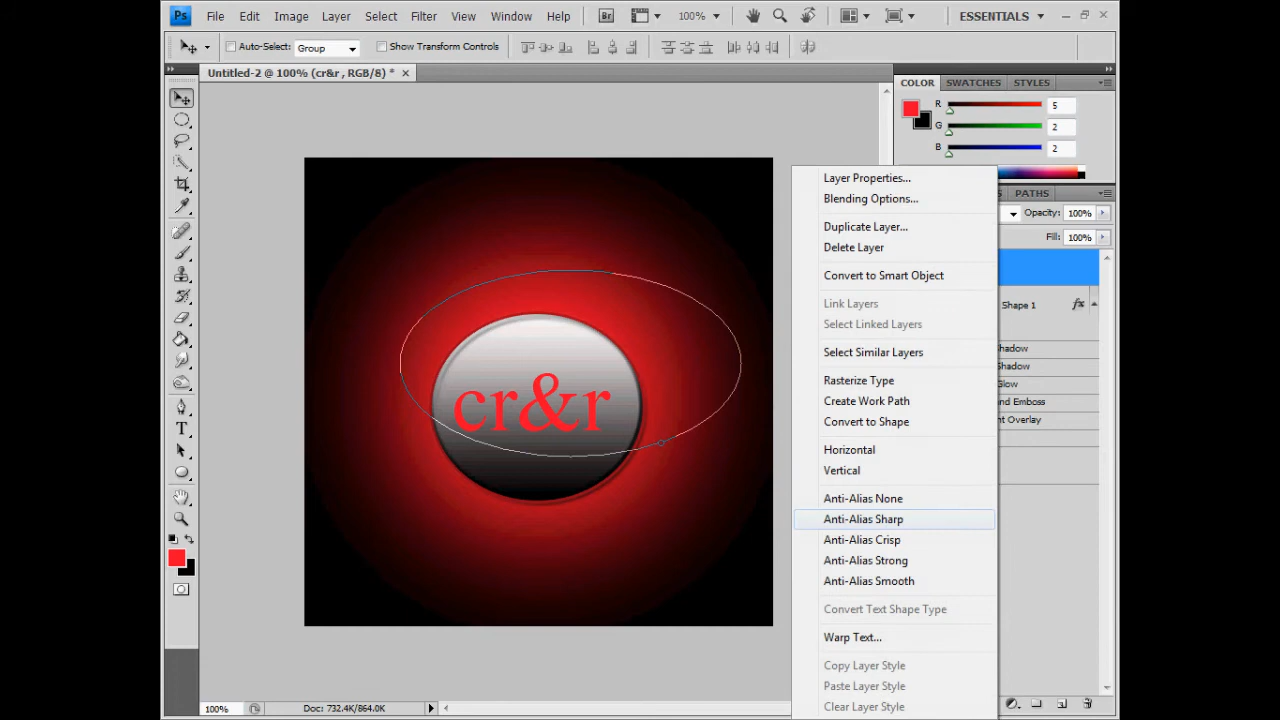 Ps File Edit Image Layer Select Filter View Window Help Br 100% ESSENTIALS
Auto-Select: Group Show Transform Controls
Untitled-2 @ 100% (cr&r , RGB/8) *
COLOR SWATCHES STYLES
R 5
G 2
B 2
PATHS
Opacity: 100%
Fill: 100%
Shape 1 fx
hadow
hadow
Glow
nd Emboss
nt Overlay
cr&r
Layer Properties...
Blending Options...
Duplicate Layer...
Delete Layer
Convert to Smart Object
Link Layers
Select Linked Layers
Select Similar Layers
Rasterize Type
Create Work Path
Convert to Shape
Horizontal
Vertical
Anti-Alias None
Anti-Alias Sharp
Anti-Alias Crisp
Anti-Alias Strong
Anti-Alias Smooth
Convert Text Shape Type
Warp Text...
Copy Layer Style
Paste Layer Style
Clear Layer Style
100% Doc: 732.4K/864.0K